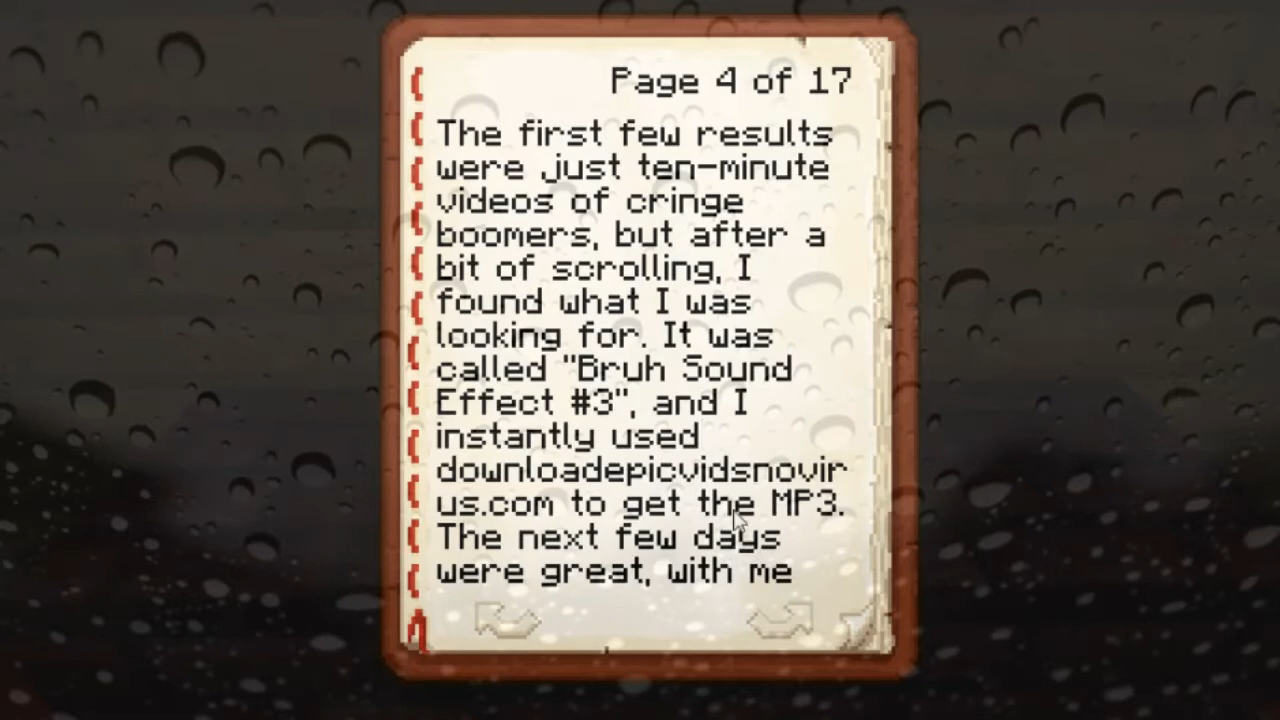 Page 4 of 17
The first few results
were just ten-minute
videos of cringe
boomers, but after a
bit of scrolling, I
found what I was
looking for. It was
called "Bruh Sound
Effect #3", and I
instantly used
downloadepicvidsnovir
us.com to get the MP3.
The next few days
were great, with me